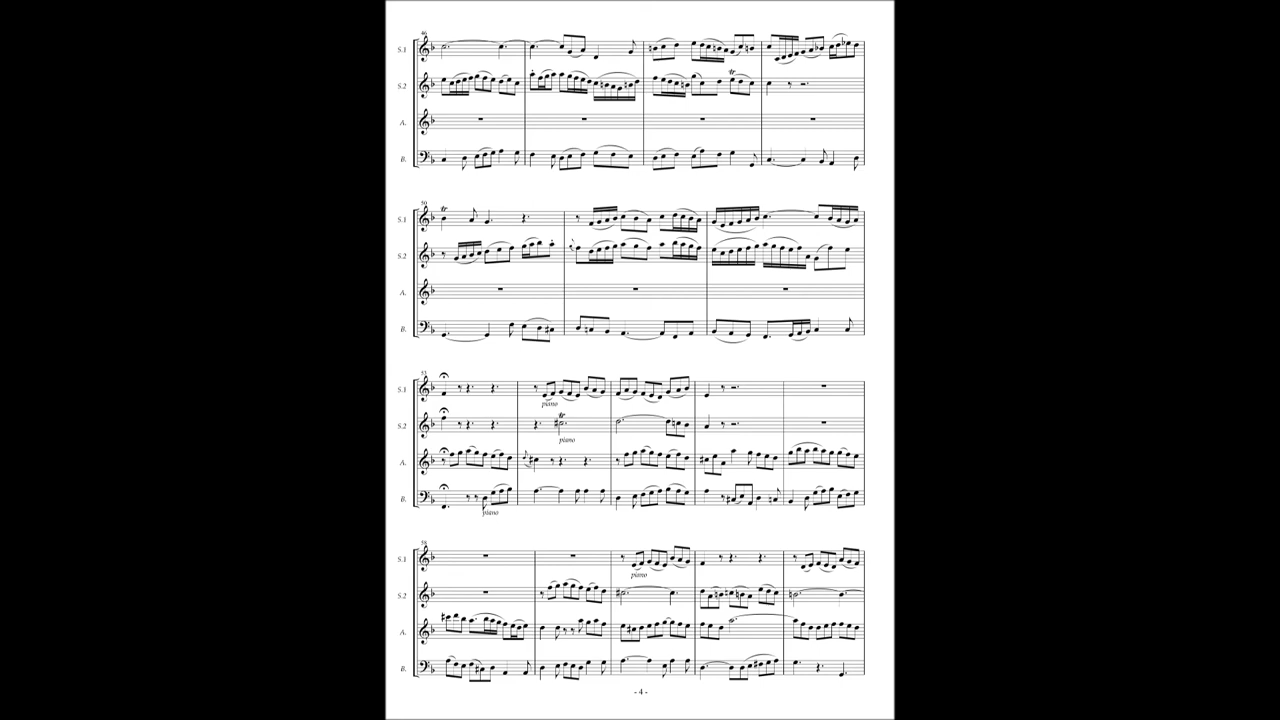 46
S.1
S.2
A.
B.
50
S.1
S.2
A.
B.
53
S.1
piano
S.2
piano
A.
B.
piano
58
S.1
piano
S.2
A.
B.
- 4 -